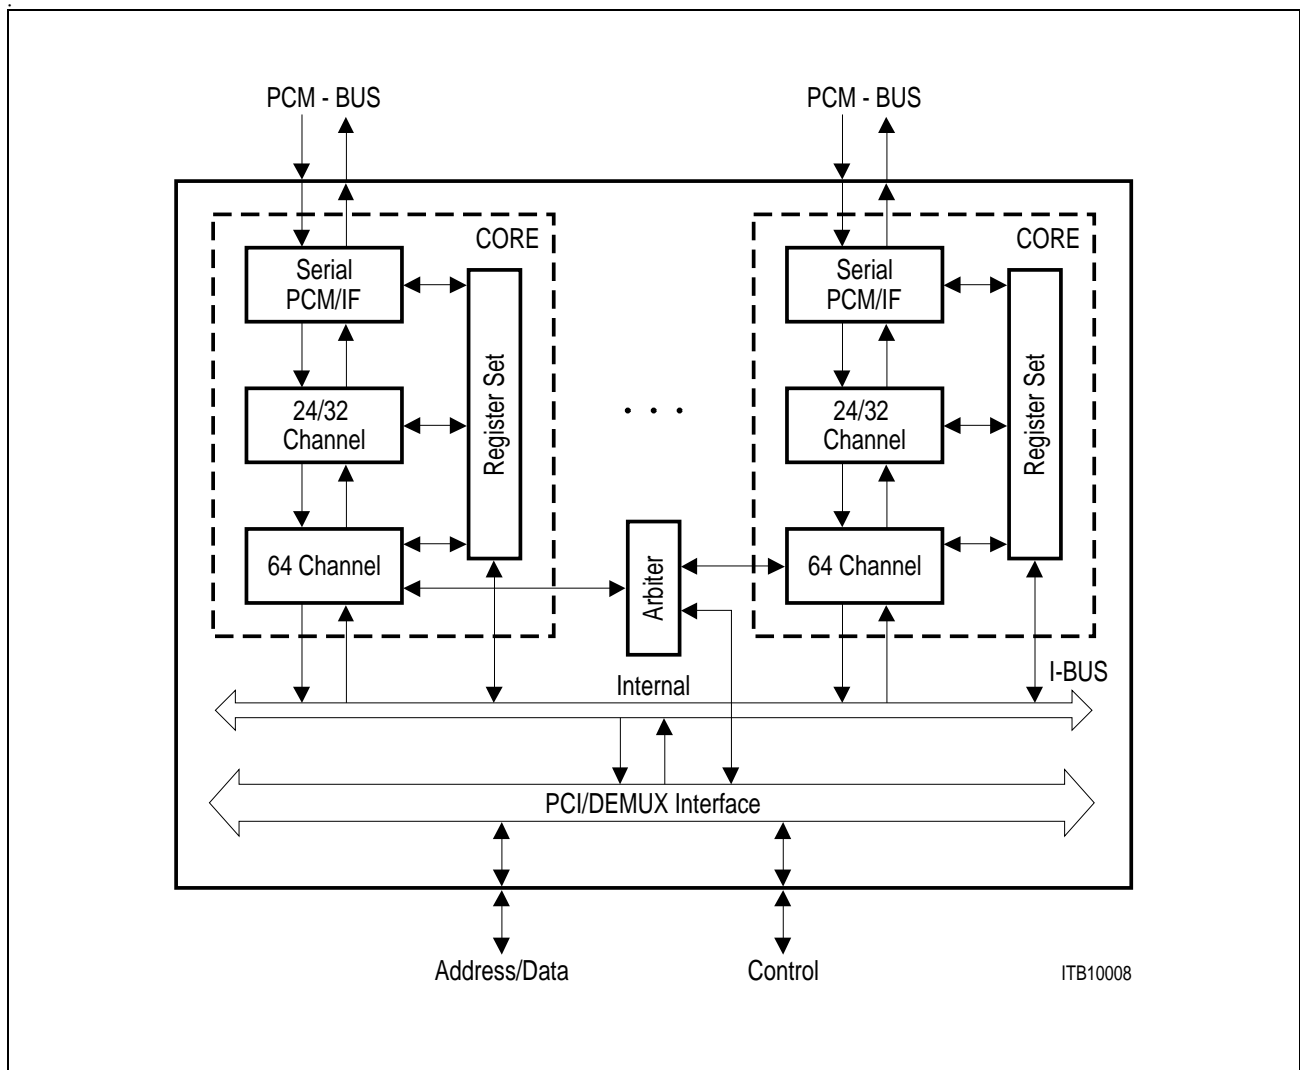 PCM - BUS
PCM - BUS
CORE
Serial
PCM/IF
Register Set
24/32
Channel
64 Channel
. . .
Arbiter
CORE
Serial
PCM/IF
Register Set
24/32
Channel
64 Channel
Internal
I-BUS
PCI/DEMUX Interface
Address/Data
Control
ITB10008